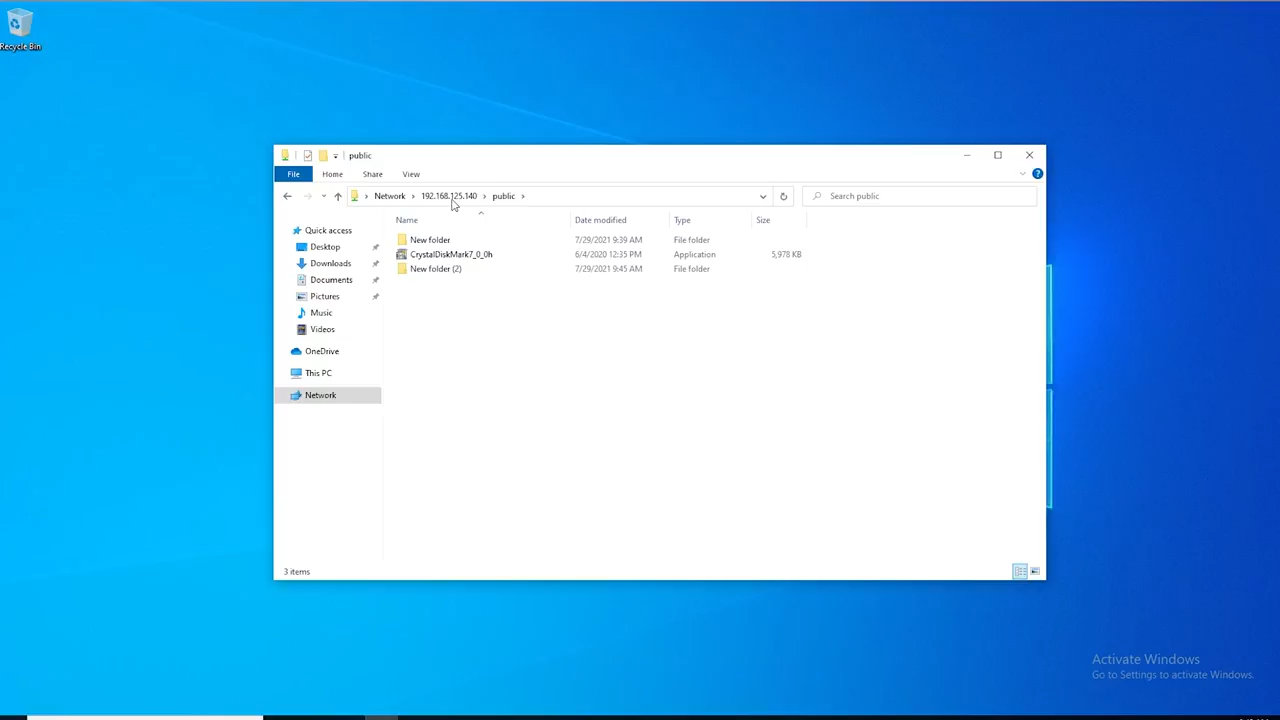 Recycle Bin
public
File Home Share View
Network 192.168.125.140 public
Search public
Name Date modified Type Size
Quick access
Desktop
Downloads
Documents
Pictures
Music
Videos
OneDrive
This PC
Network
New folder 7/29/2021 9:39 AM File folder
CrystalDiskMark7_0_0h 6/4/2020 12:35 PM Application 5,978 KB
New folder (2) 7/29/2021 9:45 AM File folder
3 items
Activate Windows
Go to Settings to activate Windows.